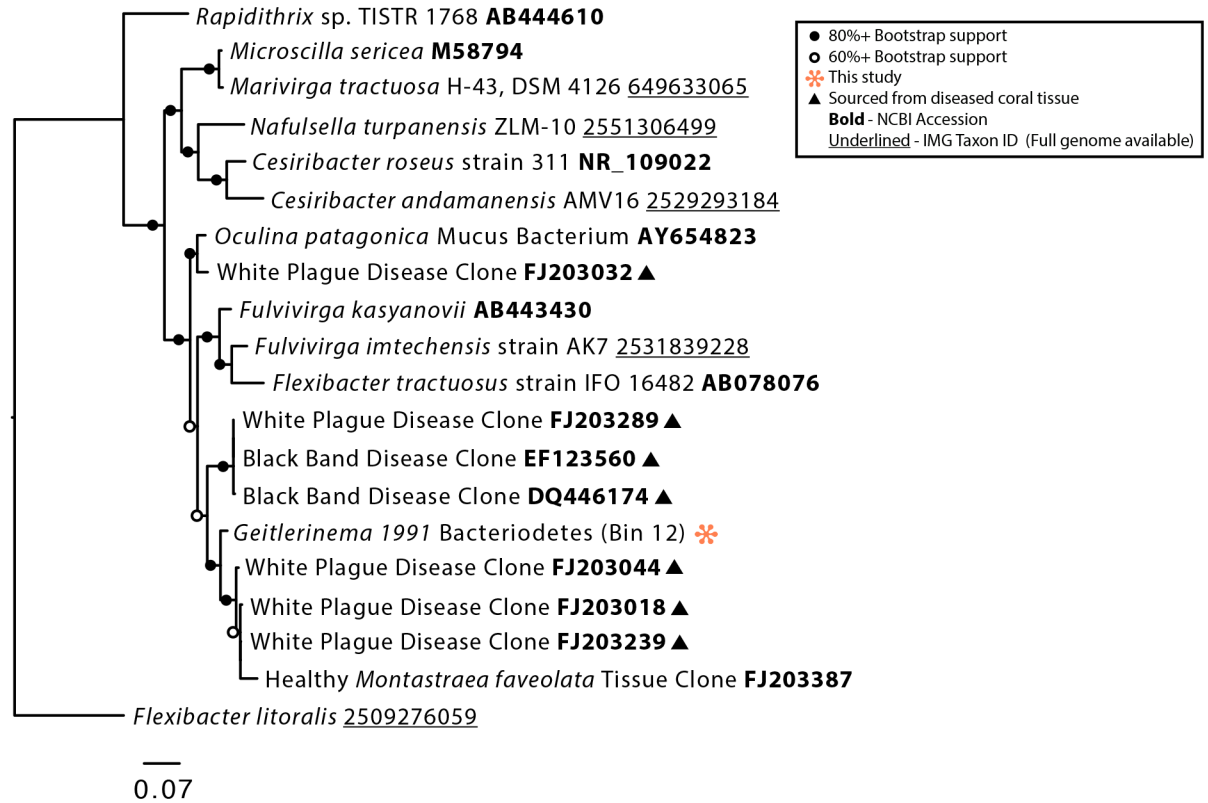 Rapidithrix sp. TISTR 1768 AB444610
Microscilla sericea M58794
Marivirga tractuosa H-43, DSM 4126 649633065
Nafulsella turpanensis ZLM-10 2551306499
Cesiribacter roseus strain 311 NR_109022
Cesiribacter andamanensis AMV16 2529293184
Oculina patagonica Mucus Bacterium AY654823
White Plague Disease Clone FJ203032 ▲
Fulvivirga kasyanovii AB443430
Fulvivirga imtechensis strain AK7 2531839228
Flexibacter tractuosus strain IFO 16482 AB078076
White Plague Disease Clone FJ203289 ▲
Black Band Disease Clone EF123560 ▲
Black Band Disease Clone DQ446174 ▲
Geitlerinema 1991 Bacteriodetes (Bin 12)
White Plague Disease Clone FJ203044 ▲
White Plague Disease Clone FJ203018 ▲
White Plague Disease Clone FJ203239 ▲
Healthy Montastraea faveolata Tissue Clone FJ203387
Flexibacter litoralis 2509276059
0.07
80%+ Bootstrap support
60%+ Bootstrap support
This study
▲ Sourced from diseased coral tissue
Bold - NCBI Accession
Underlined - IMG Taxon ID (Full genome available)